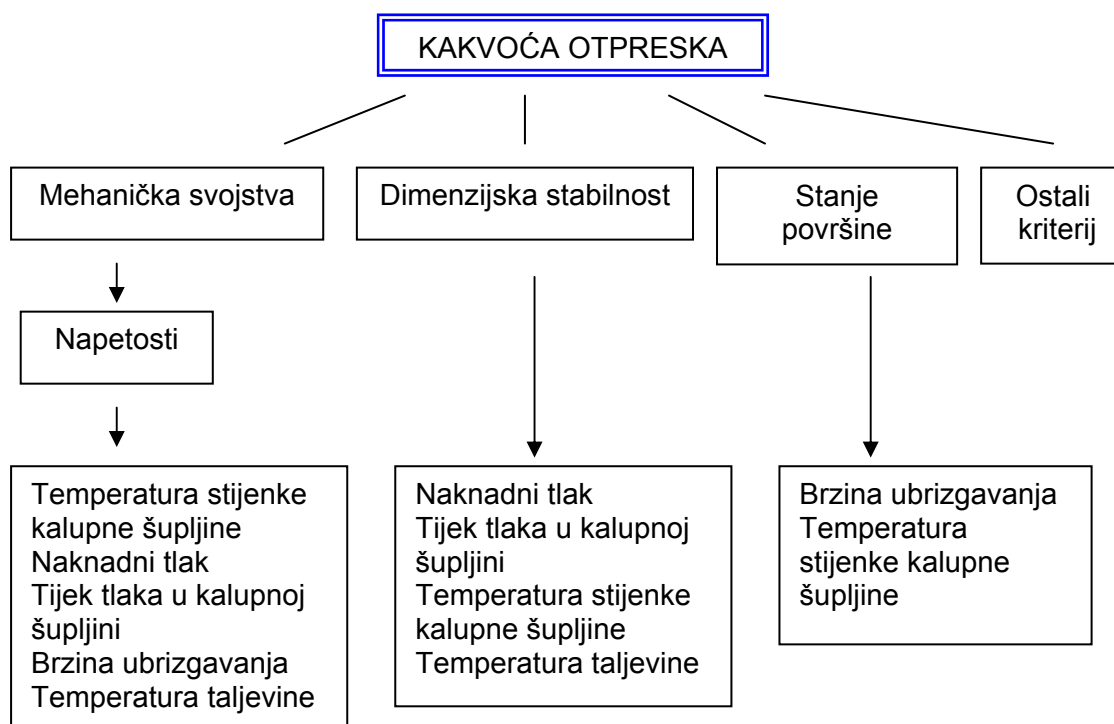 KAKVOĆA OTPRESKA
Mehanička svojstva
Dimenzijska stabilnost
Stanje
površine
Ostali
kriterij
Napetosti
Temperatura stijenke
kalupne šupljine
Naknadni tlak
Tijek tlaka u kalupnoj
šupljini
Brzina ubrizgavanja
Temperatura taljevine
Naknadni tlak
Tijek tlaka u kalupnoj
šupljini
Temperatura stijenke
kalupne šupljine
Temperatura taljevine
Brzina ubrizgavanja
Temperatura
stijenke kalupne
šupljine